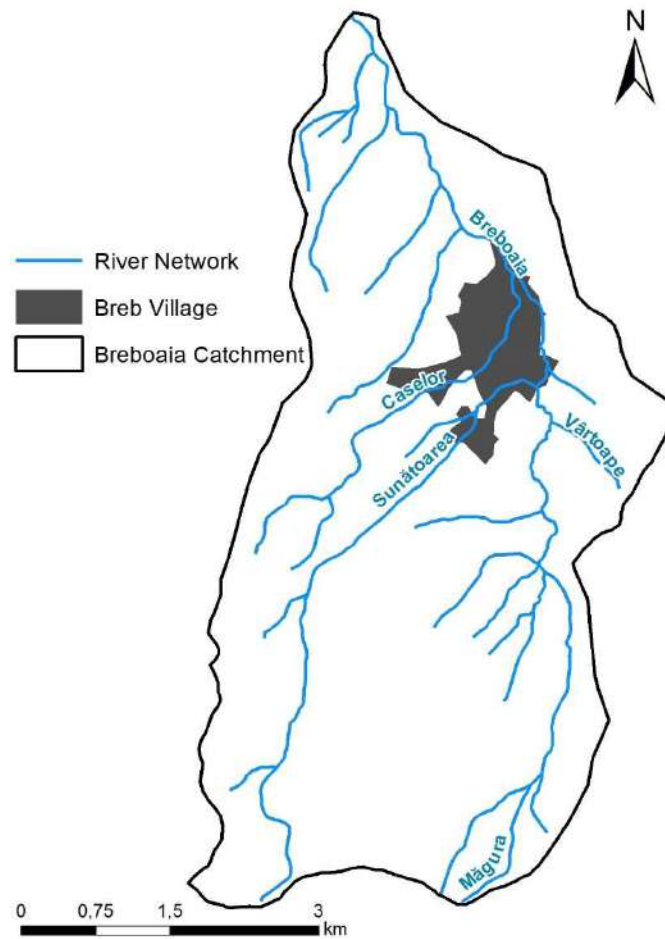 N
Breboaia
River Network
Breb Village
Breboaia Catchment
Caselor
Vârtoape
Sunătoarea
Măgura
0 0,75 1,5 3
km